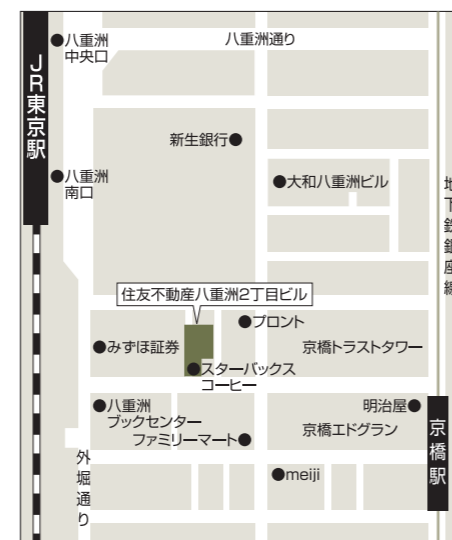 ●八重洲
中央口
八重洲通り
JR東京駅
新生銀行●
●八重洲
南口
●大和八重洲ビル
地下鉄銀座線
住友不動産八重洲2丁目ビル
●プロント
●みずほ証券
京橋トラストタワー
●スターバックス
コーヒー
●八重洲
ブックセンター
明治屋●
ファミリーマート●
京橋エドグラン
京橋駅
外堀通り
●meiji